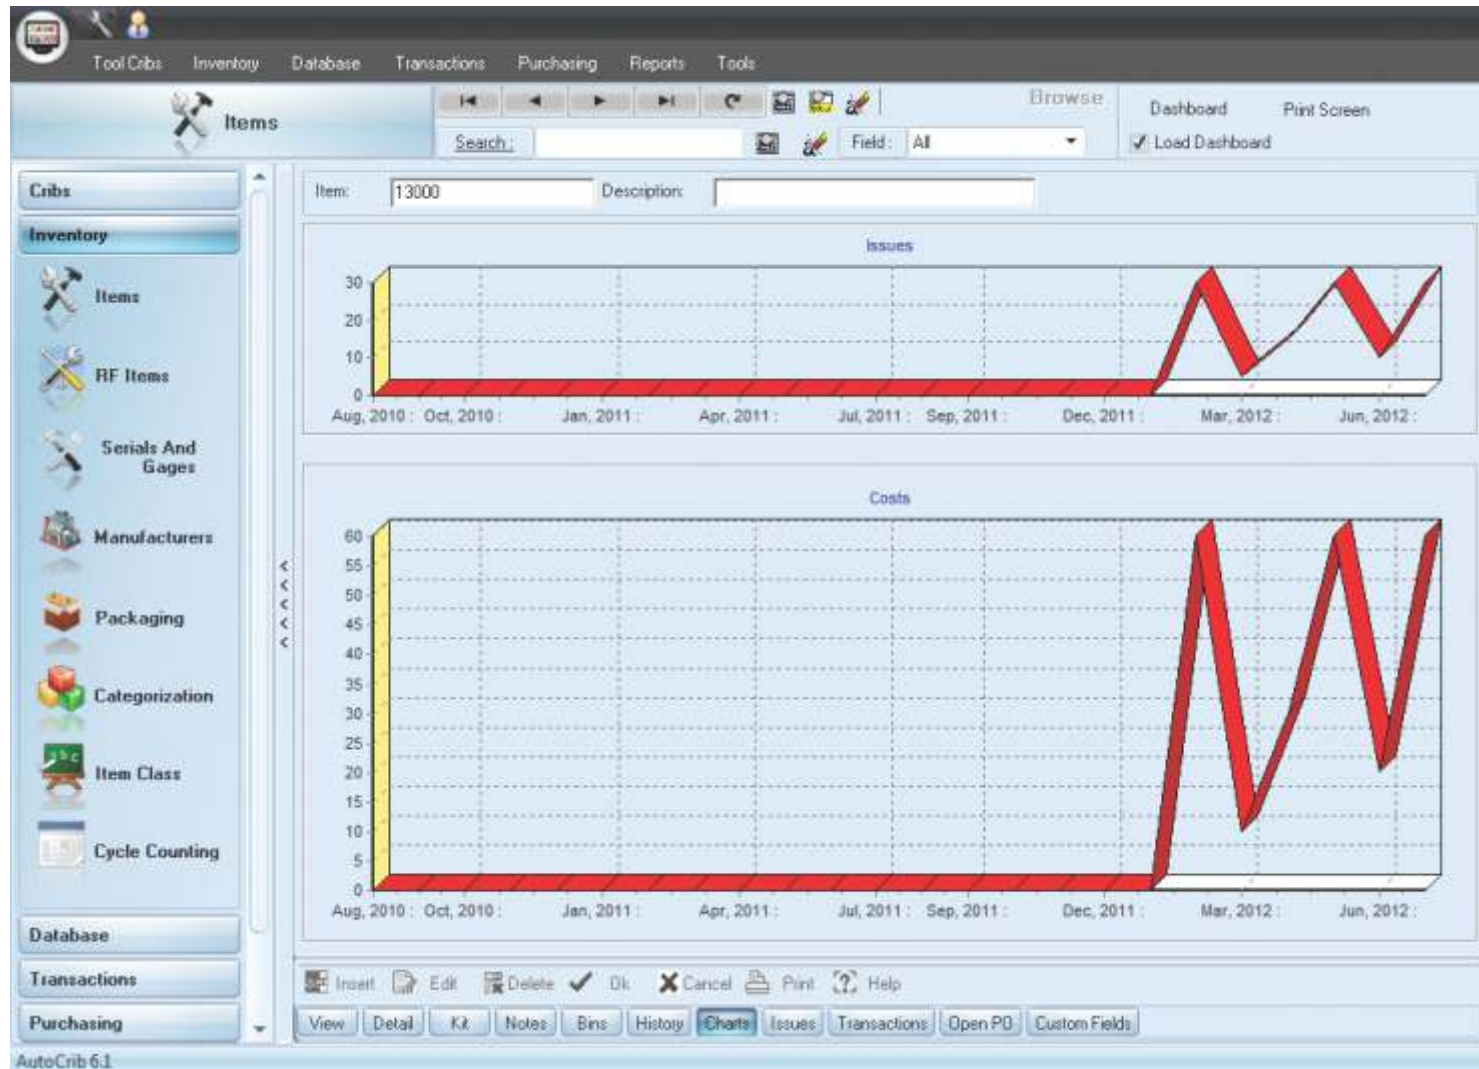 Tool Cribs Inventory Database Transactions Purchasing Reports Tools
Items
Browse
Dashboard Print Screen
Search : Field : All
Load Dashboard
Cribs
Inventory
Items
RF Items
Serials And
Gages
Manufacturers
Packaging
Categorization
Item Class
Cycle Counting
Database
Transactions
Purchasing
Item: 13000 Description:
Issues
30
20
10
0
Aug, 2010 : Oct, 2010 : Jan, 2011 : Apr, 2011 : Jul, 2011 : Sep, 2011 : Dec, 2011 : Mar, 2012 : Jun, 2012 :
Costs
60
55
50
45
40
35
30
25
20
15
10
5
0
Aug, 2010 : Oct, 2010 : Jan, 2011 : Apr, 2011 : Jul, 2011 : Sep, 2011 : Dec, 2011 : Mar, 2012 : Jun, 2012 :
Insert Edit Delete Ok Cancel Print Help
View Detail Kit Notes Bins History Charts Issues Transactions Open PO Custom Fields
AutoCrib 6.1